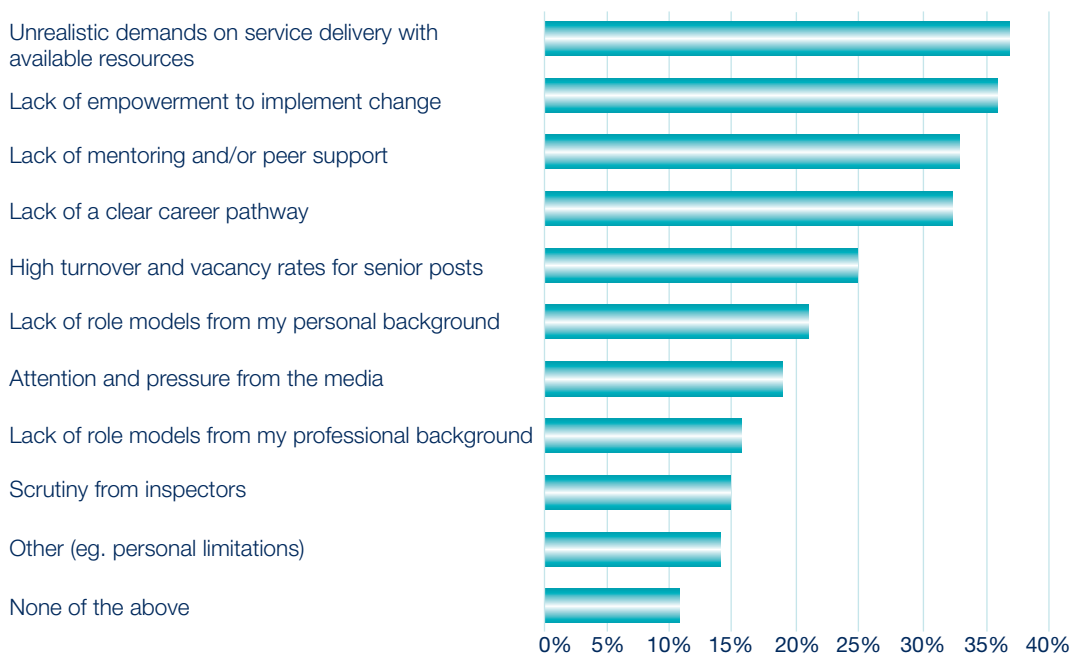 Unrealistic demands on service delivery with
available resources
Lack of empowerment to implement change
Lack of mentoring and/or peer support
Lack of a clear career pathway
High turnover and vacancy rates for senior posts
Lack of role models from my personal background
Attention and pressure from the media
Lack of role models from my professional background
Scrutiny from inspectors
Other (eg. personal limitations)
None of the above
0% 5% 10% 15% 20% 25% 30% 35% 40%